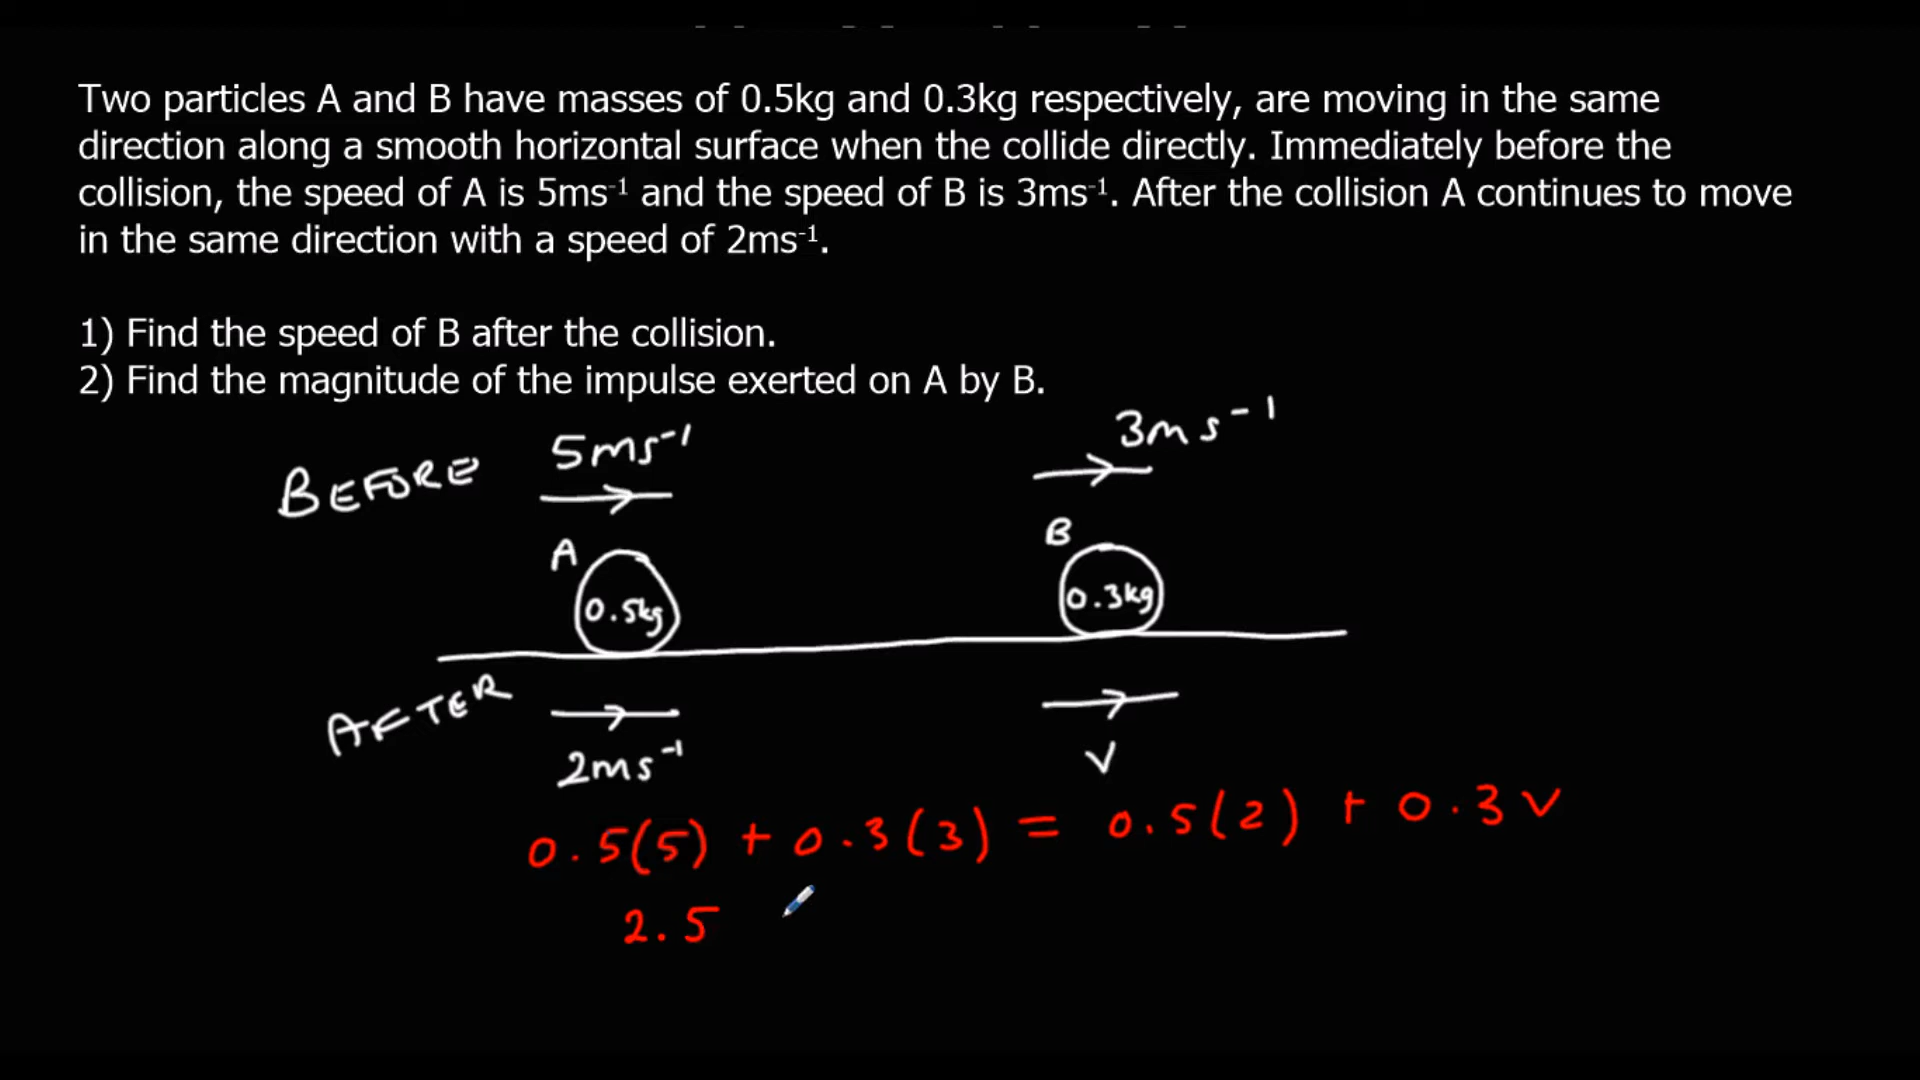 Two particles A and B have masses of 0.5kg and 0.3kg respectively, are moving in the same
direction along a smooth horizontal surface when the collide directly. Immediately before the
collision, the speed of A is 5ms⁻¹ and the speed of B is 3ms⁻¹. After the collision A continues to move
in the same direction with a speed of 2ms⁻¹.
1) Find the speed of B after the collision.
2) Find the magnitude of the impulse exerted on A by B.
BEFORE 5ms⁻¹ 3ms⁻¹
A B
0.5kg 0.3kg
AFTER
2ms⁻¹ v
0.5(5) + 0.3(3) = 0.5(2) + 0.3v
2.5